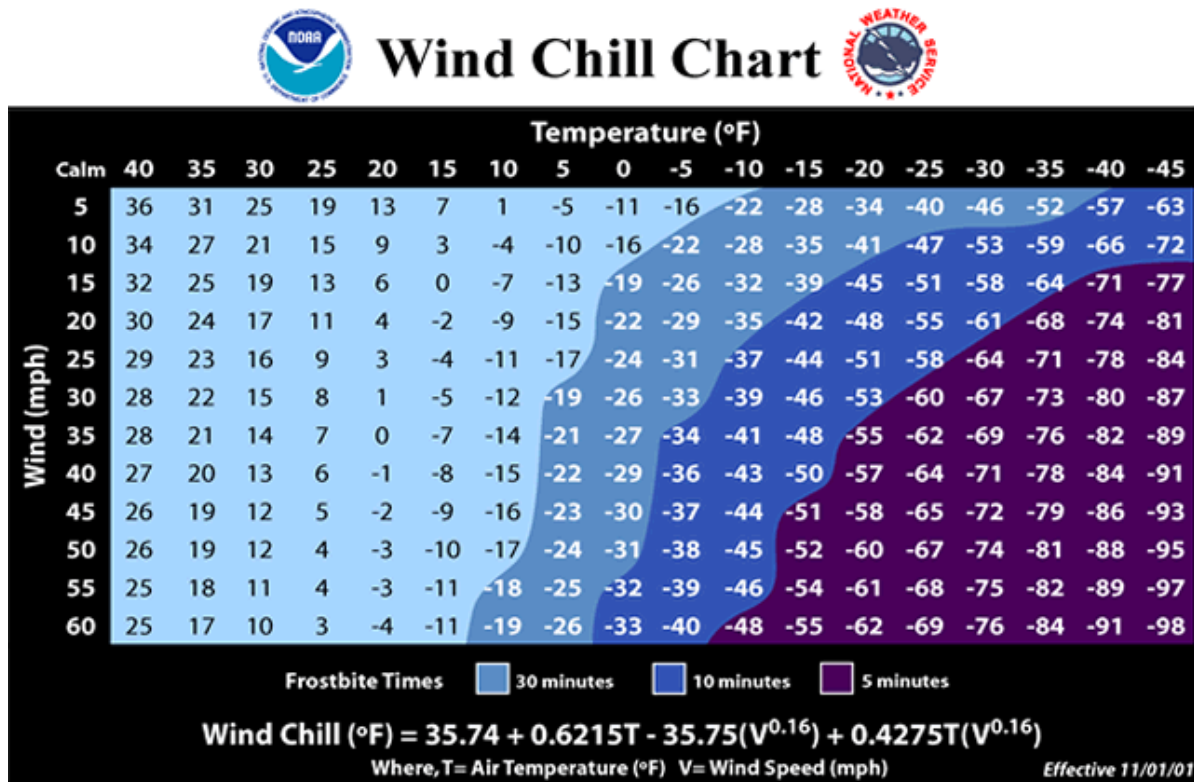 NOAA
NATIONAL OCEANIC AND ATMOSPHERIC ADMINISTRATION
U.S. DEPARTMENT OF COMMERCE
Wind Chill Chart
NATIONAL WEATHER SERVICE
Temperature (ºF)
Calm 40 35 30 25 20 15 10 5 0 -5 -10 -15 -20 -25 -30 -35 -40 -45
Wind (mph)
5 36 31 25 19 13 7 1 -5 -11 -16 -22 -28 -34 -40 -46 -52 -57 -63
10 34 27 21 15 9 3 -4 -10 -16 -22 -28 -35 -41 -47 -53 -59 -66 -72
15 32 25 19 13 6 0 -7 -13 -19 -26 -32 -39 -45 -51 -58 -64 -71 -77
20 30 24 17 11 4 -2 -9 -15 -22 -29 -35 -42 -48 -55 -61 -68 -74 -81
25 29 23 16 9 3 -4 -11 -17 -24 -31 -37 -44 -51 -58 -64 -71 -78 -84
30 28 22 15 8 1 -5 -12 -19 -26 -33 -39 -46 -53 -60 -67 -73 -80 -87
35 28 21 14 7 0 -7 -14 -21 -27 -34 -41 -48 -55 -62 -69 -76 -82 -89
40 27 20 13 6 -1 -8 -15 -22 -29 -36 -43 -50 -57 -64 -71 -78 -84 -91
45 26 19 12 5 -2 -9 -16 -23 -30 -37 -44 -51 -58 -65 -72 -79 -86 -93
50 26 19 12 4 -3 -10 -17 -24 -31 -38 -45 -52 -60 -67 -74 -81 -88 -95
55 25 18 11 4 -3 -11 -18 -25 -32 -39 -46 -54 -61 -68 -75 -82 -89 -97
60 25 17 10 3 -4 -11 -19 -26 -33 -40 -48 -55 -62 -69 -76 -84 -91 -98
Frostbite Times 30 minutes 10 minutes 5 minutes
Wind Chill (ºF) = 35.74 + 0.6215T - 35.75(V^0.16) + 0.4275T(V^0.16)
Where, T= Air Temperature (ºF) V= Wind Speed (mph)
Effective 11/01/01